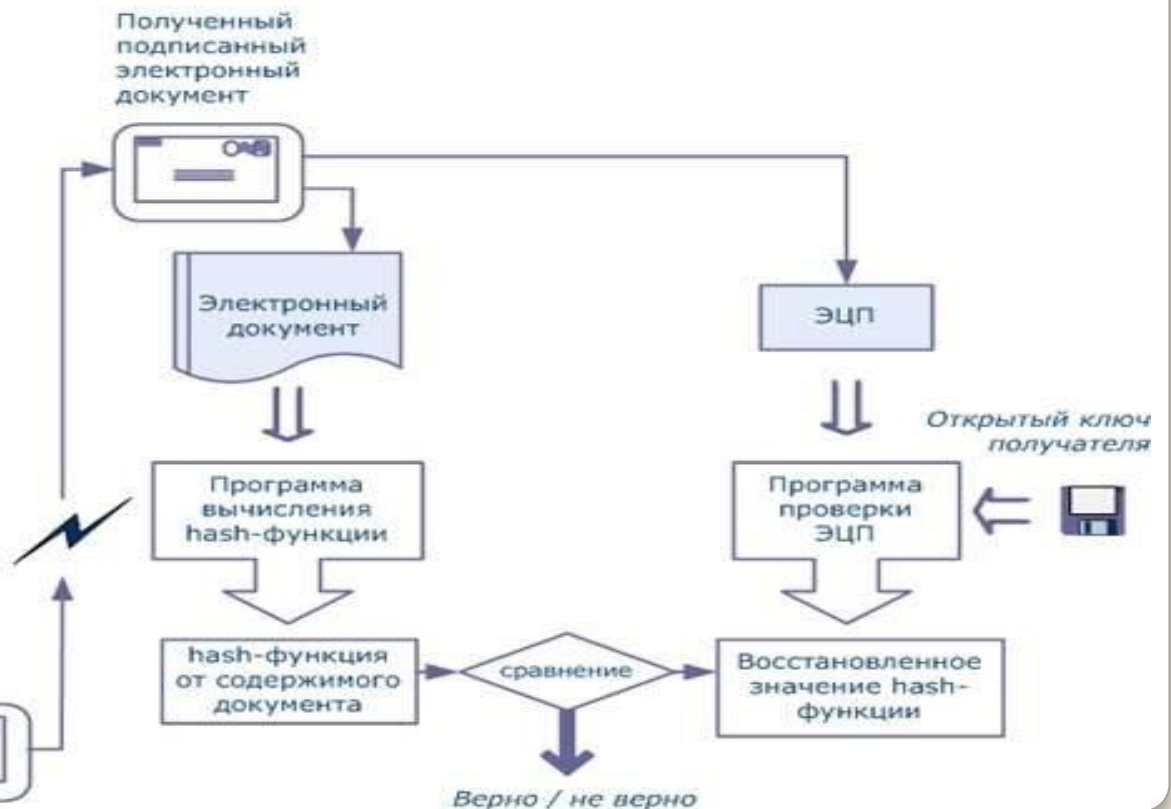 Полученный
подписанный
электронный
документ
Электронный
документ
ЭЦП
Открытый ключ
получателя
Программа
вычисления
hash-функции
Программа
проверки
ЭЦП
hash-функция
от содержимого
документа
сравнение
Восстановленное
значение hash-
функции
Верно / не верно